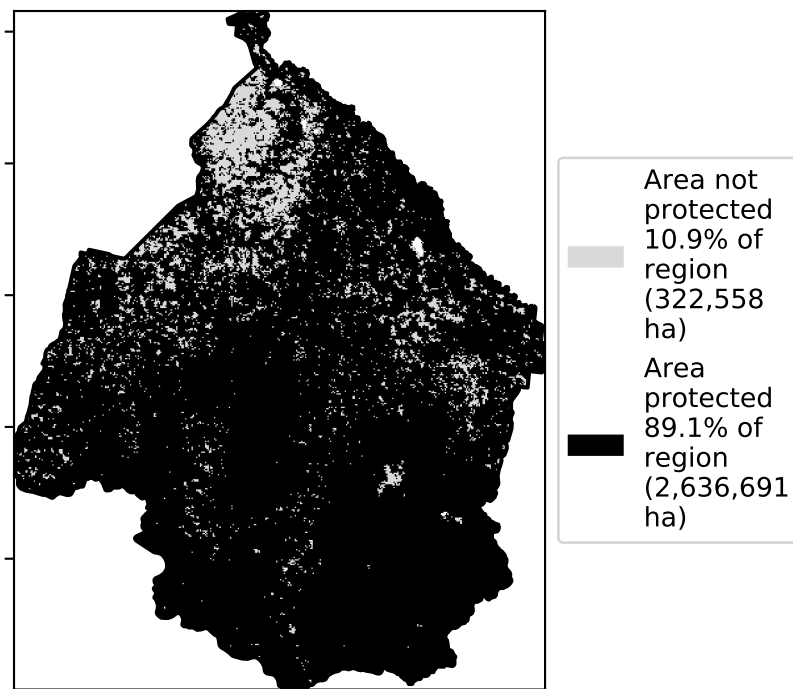 Area not
protected
10.9% of
region
(322,558
ha)
Area
protected
89.1% of
region
(2,636,691
ha)